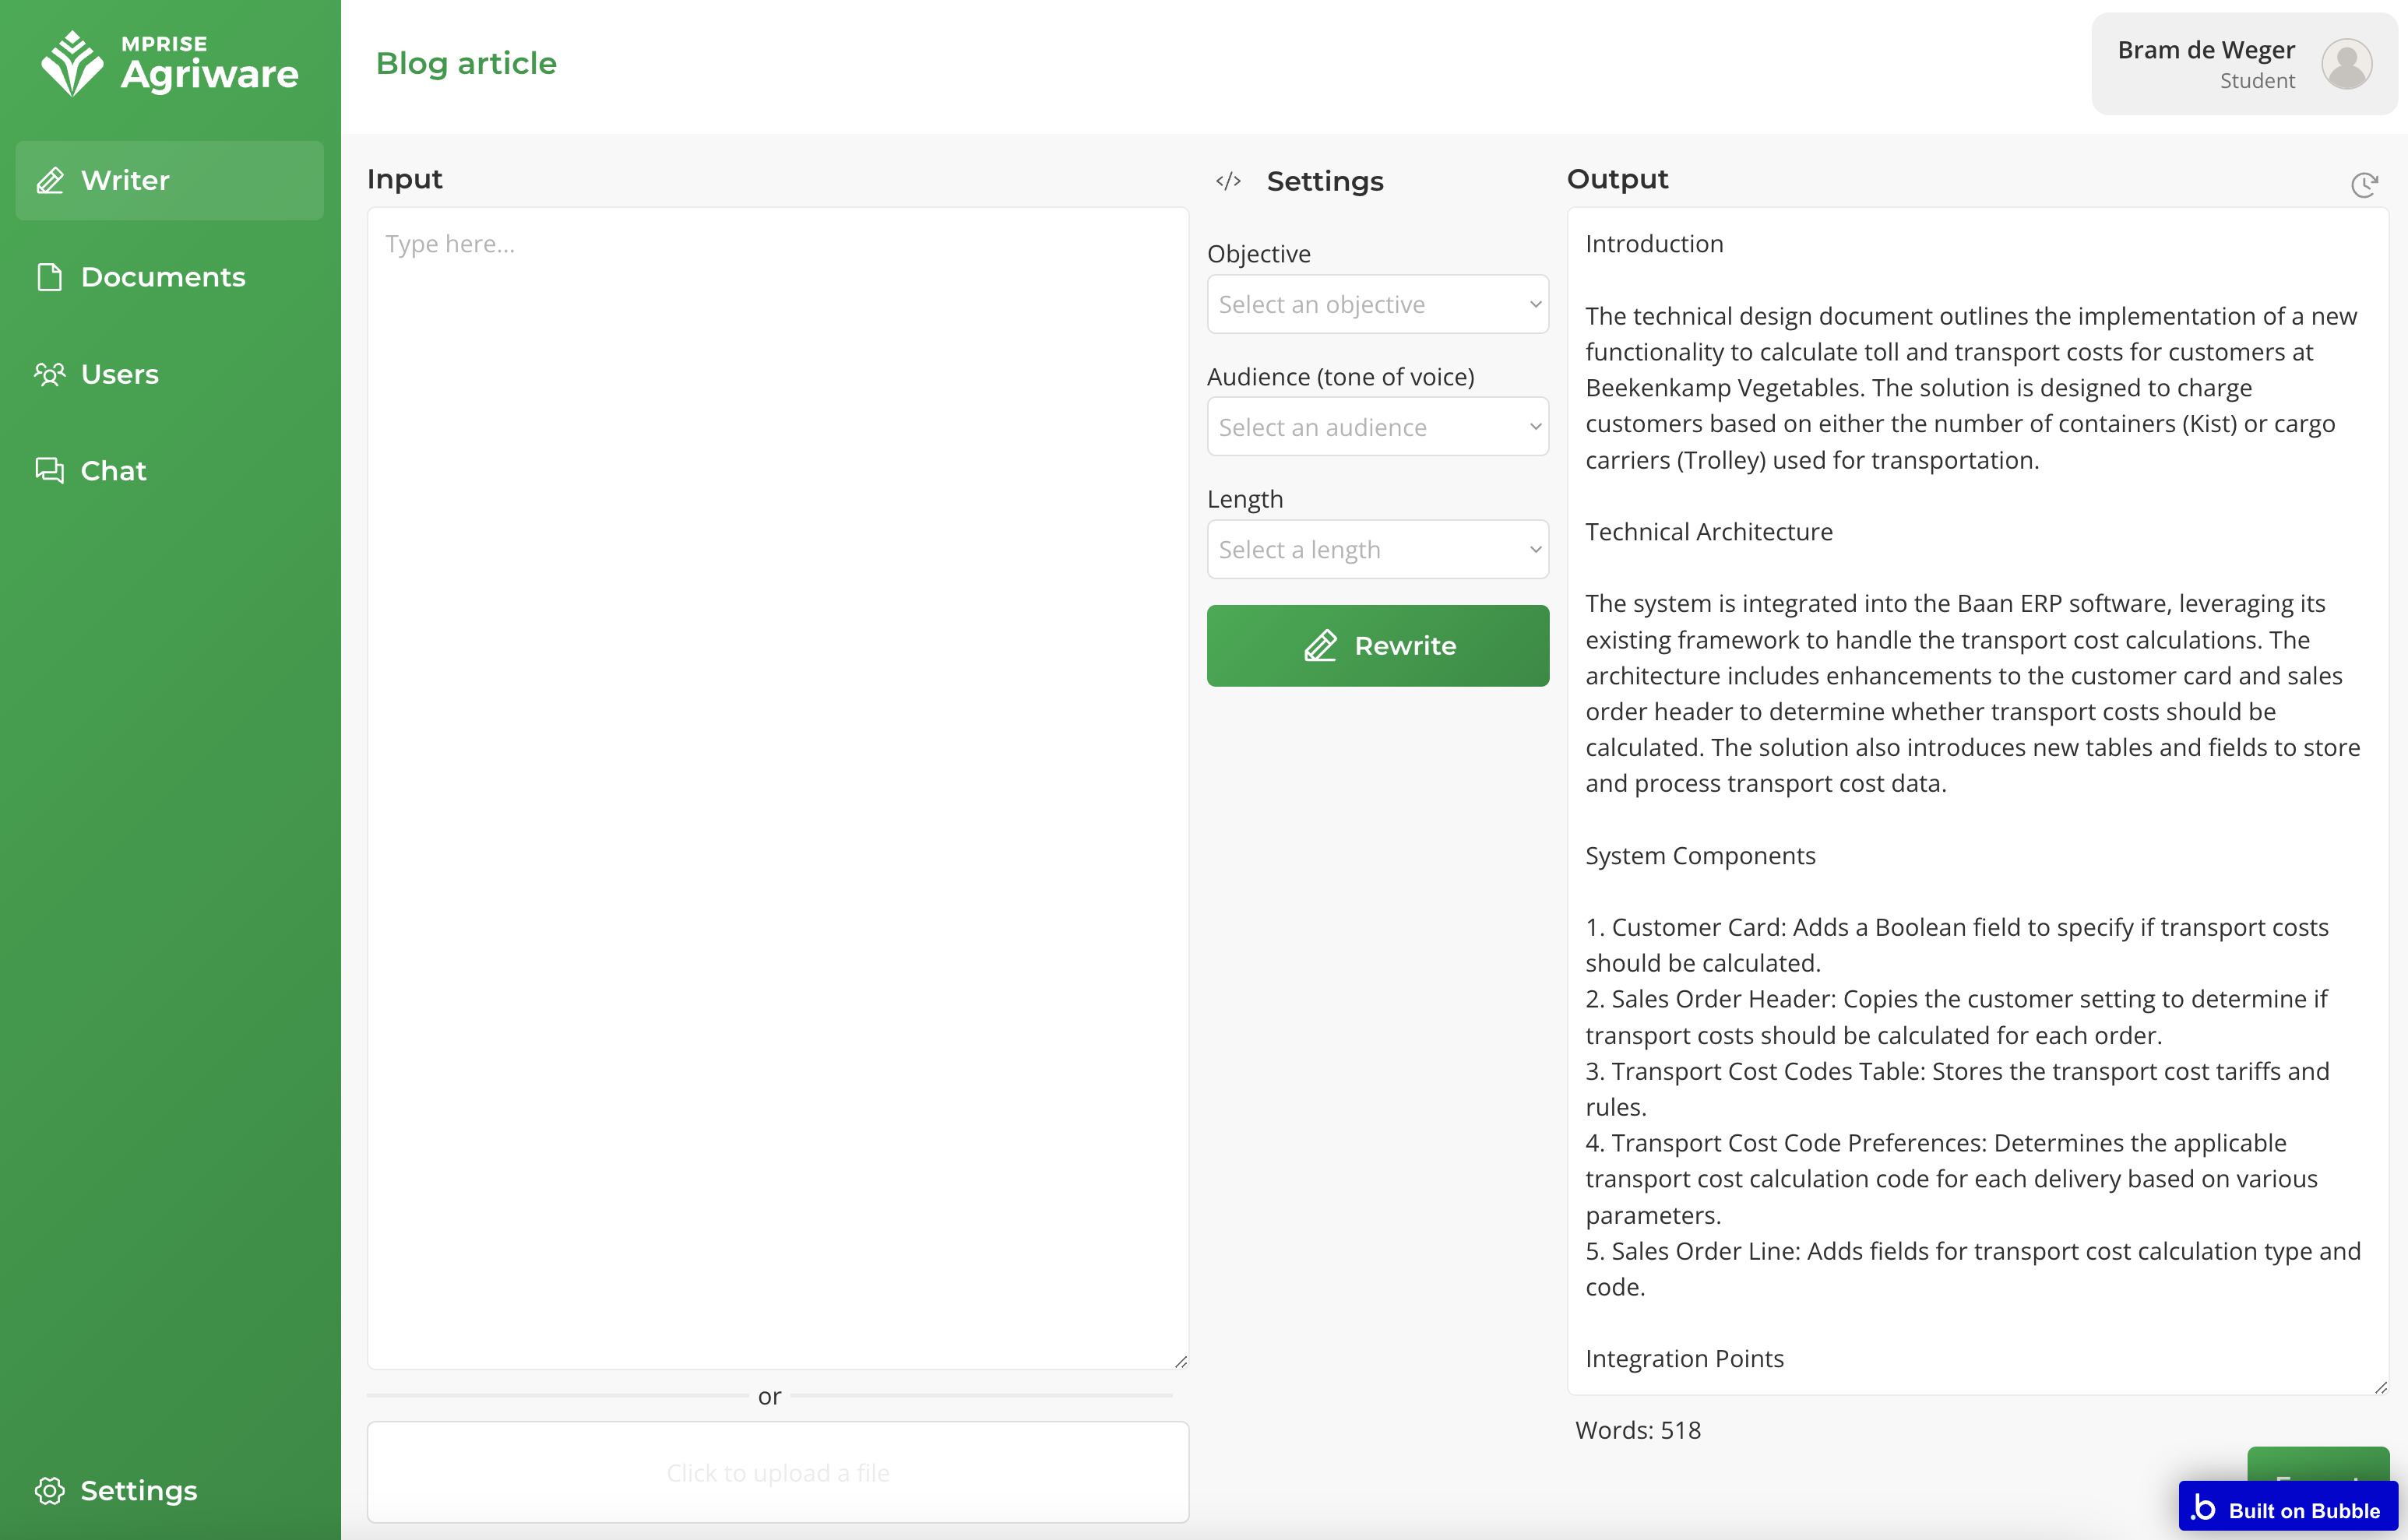 MPRISE
Agriware
Writer
Documents
Users
Chat
Settings
Blog article
Bram de Weger
Student
Input
Type here...
or
Click to upload a file
</> Settings
Objective
Select an objective
Audience (tone of voice)
Select an audience
Length
Select a length
Rewrite
Output
Introduction
The technical design document outlines the implementation of a new
functionality to calculate toll and transport costs for customers at
Beekenkamp Vegetables. The solution is designed to charge
customers based on either the number of containers (Kist) or cargo
carriers (Trolley) used for transportation.
Technical Architecture
The system is integrated into the Baan ERP software, leveraging its
existing framework to handle the transport cost calculations. The
architecture includes enhancements to the customer card and sales
order header to determine whether transport costs should be
calculated. The solution also introduces new tables and fields to store
and process transport cost data.
System Components
1. Customer Card: Adds a Boolean field to specify if transport costs
should be calculated.
2. Sales Order Header: Copies the customer setting to determine if
transport costs should be calculated for each order.
3. Transport Cost Codes Table: Stores the transport cost tariffs and
rules.
4. Transport Cost Code Preferences: Determines the applicable
transport cost calculation code for each delivery based on various
parameters.
5. Sales Order Line: Adds fields for transport cost calculation type and
code.
Integration Points
Words: 518
.b Built on Bubble